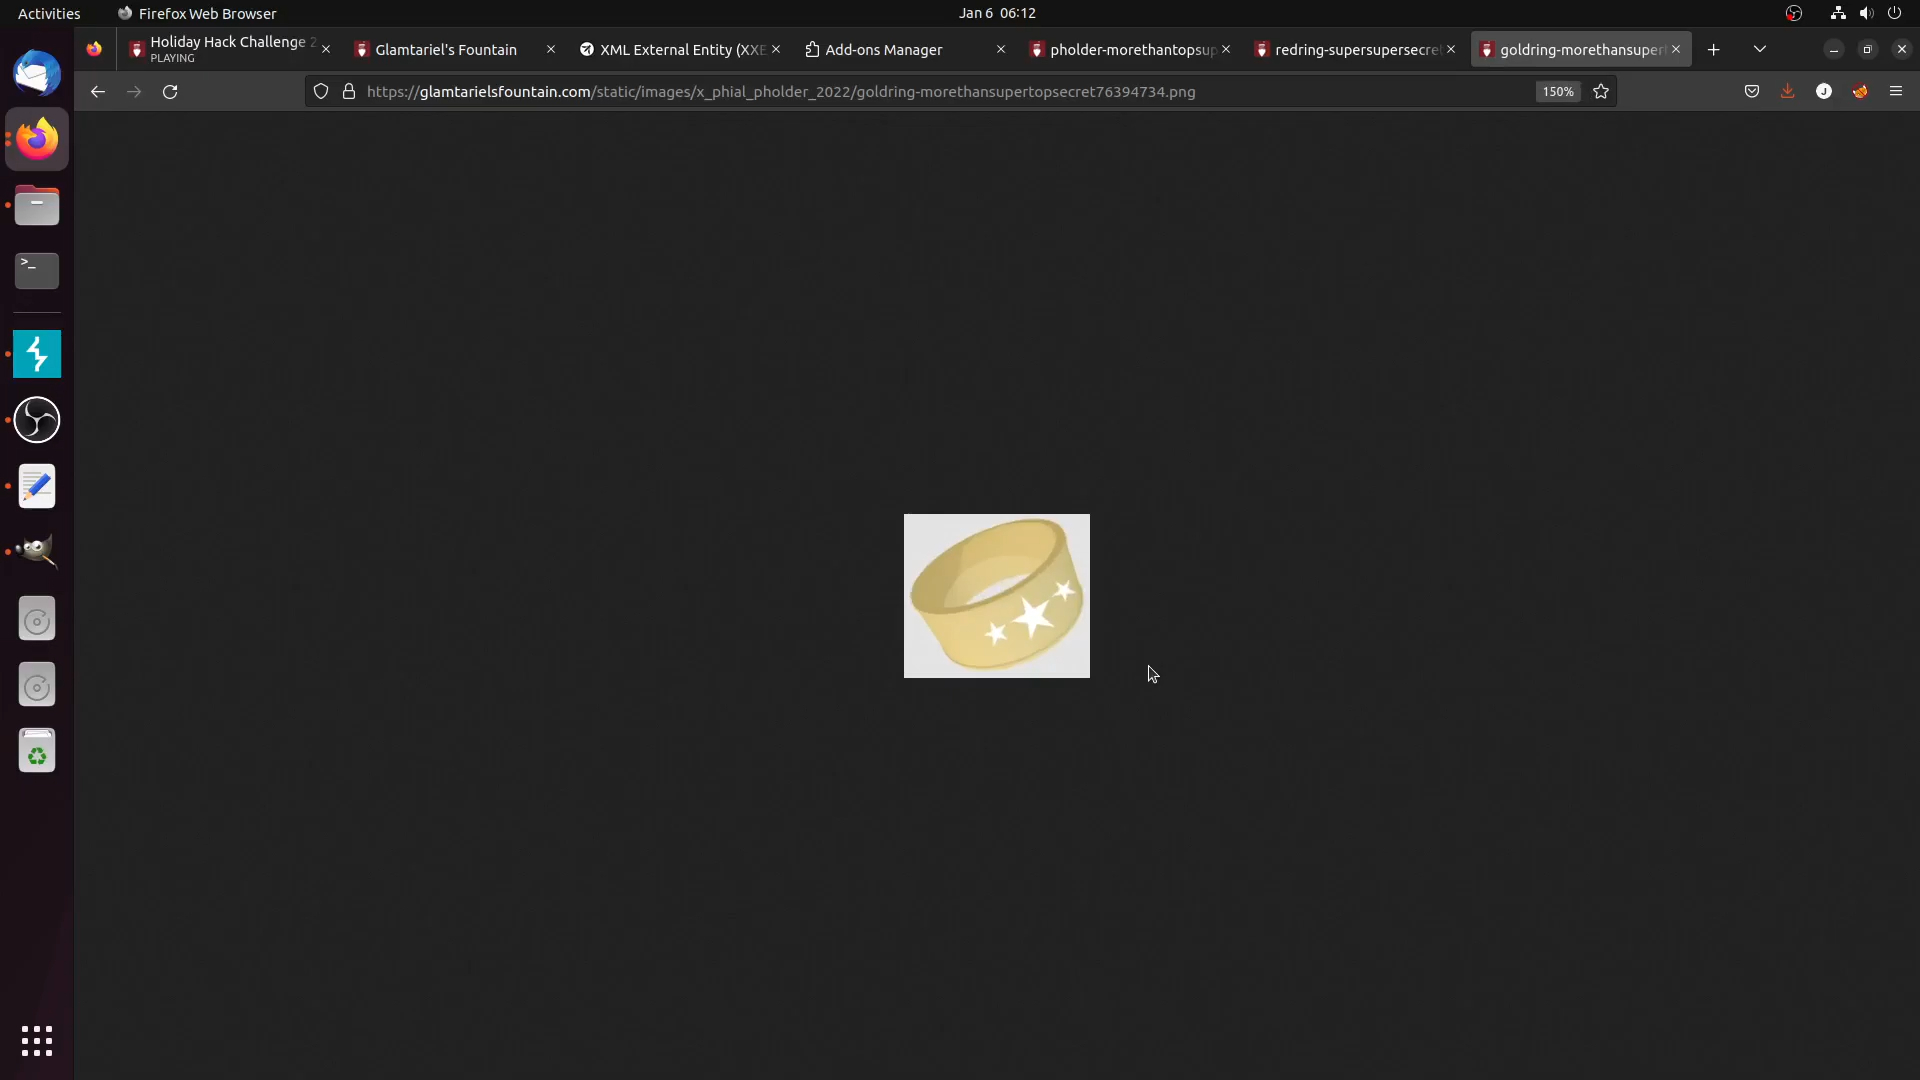 Activities
Firefox Web Browser
Jan 6 06:12
Holiday Hack Challenge 2
PLAYING
Glamtariel's Fountain
XML External Entity (XXE
Add-ons Manager
pholder-morethantopsup
redring-supersupersecre
goldring-morethansuper
https://glamtarielsfountain.com/static/images/x_phial_pholder_2022/goldring-morethansupertopsecret76394734.png
150%
J
>_